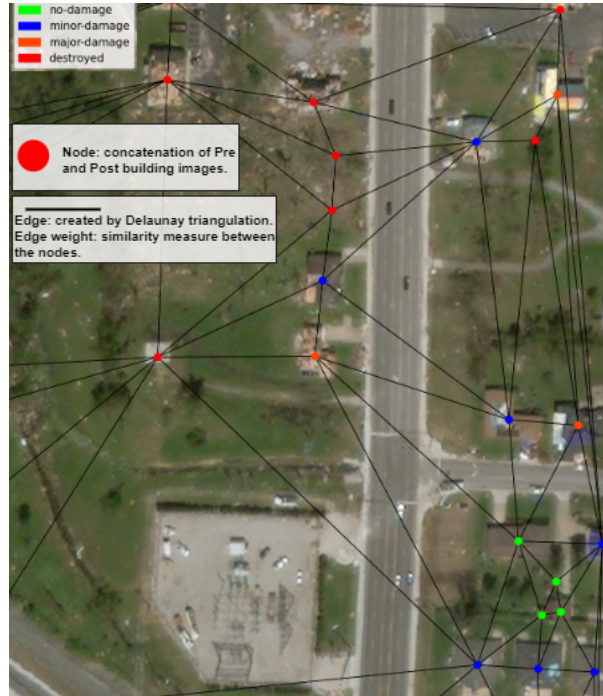 no-damage
minor-damage
major-damage
destroyed
Node: concatenation of Pre
and Post building images.
Edge: created by Delaunay triangulation.
Edge weight: similarity measure between
the nodes.